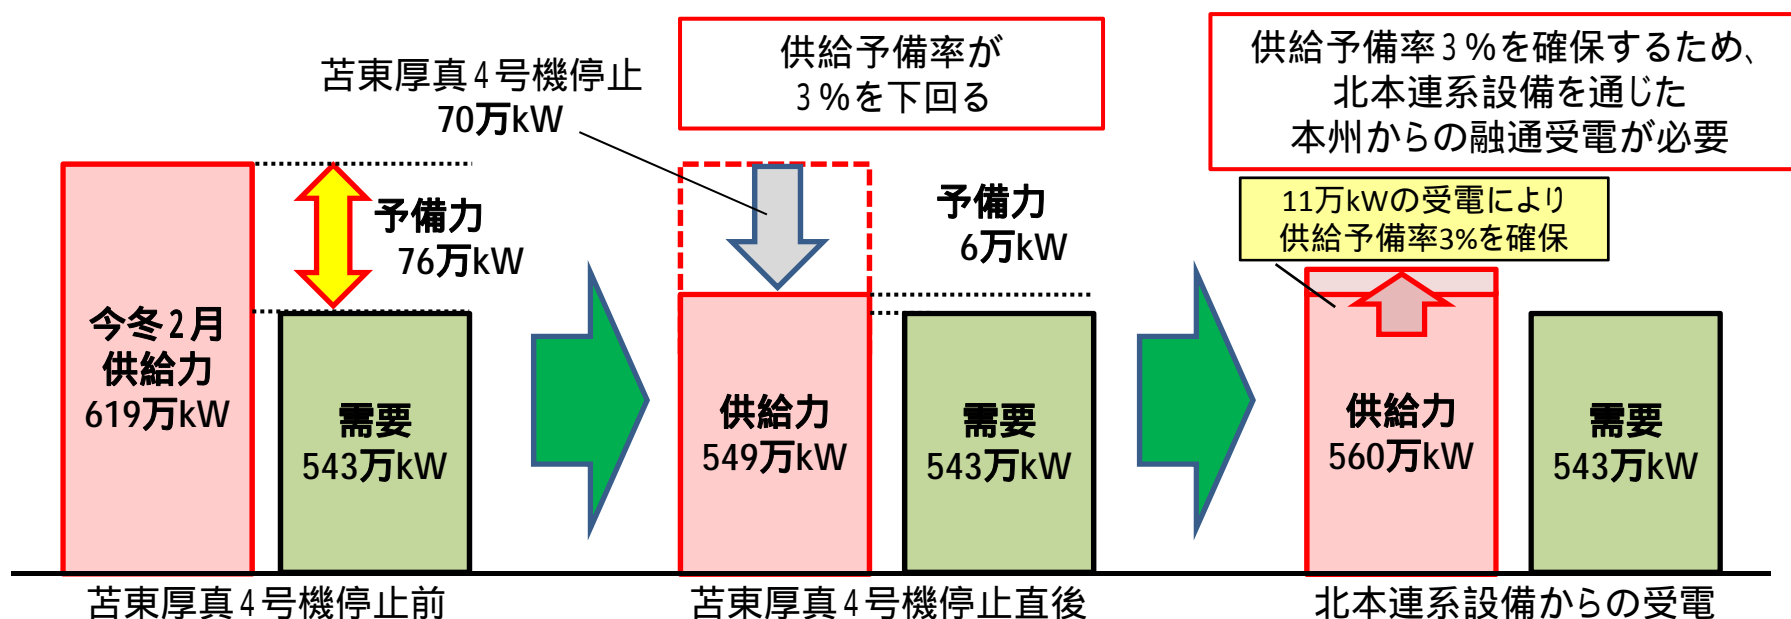 苫東厚真4号機停止
70万kW
供給予備率が
3%を下回る
供給予備率3%を確保するため、
北本連系設備を通じた
本州からの融通受電が必要
11万kWの受電により
供給予備率3%を確保
予備力
76万kW
予備力
6万kW
今冬2月
供給力
619万kW
需要
543万kW
供給力
549万kW
需要
543万kW
供給力
560万kW
需要
543万kW
苫東厚真4号機停止前
苫東厚真4号機停止直後
北本連系設備からの受電